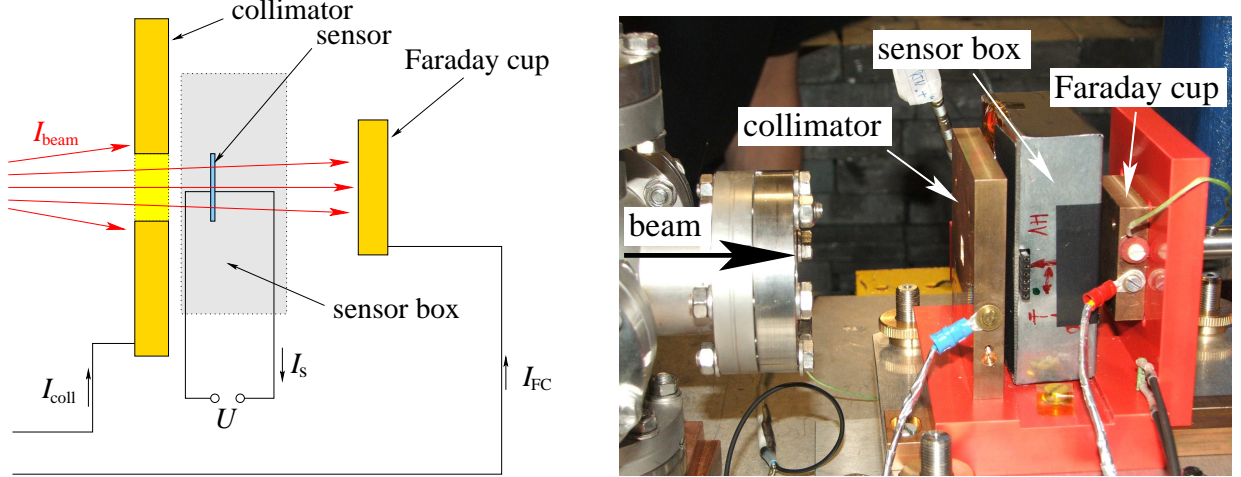 collimator
sensor
Faraday cup
I_beam
sensor box
I_coll
I_s
I_FC
U
sensor box
Faraday cup
collimator
beam
HV